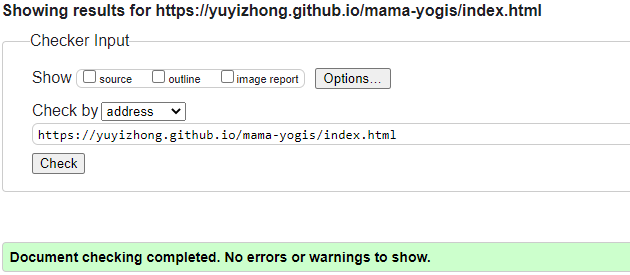 Showing results for https://yuyizhong.github.io/mama-yogis/index.html
Checker Input
Show source outline image report Options...
Check by address
https://yuyizhong.github.io/mama-yogis/index.html
Check
Document checking completed. No errors or warnings to show.